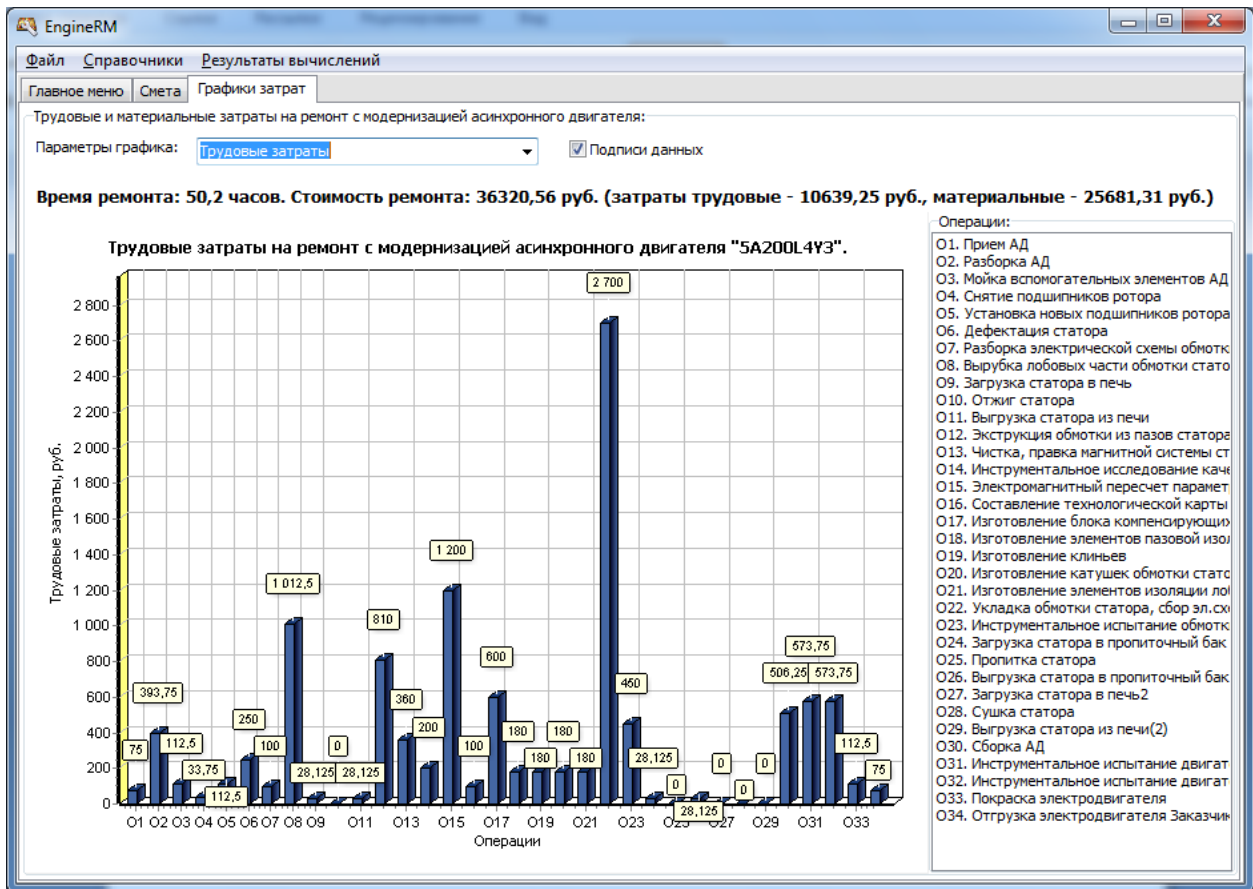 EngineRM
Файл Справочники Результаты вычислений
Главное меню Смета Графики затрат
Трудовые и материальные затраты на ремонт с модернизацией асинхронного двигателя:
Параметры графика: Трудовые затраты Подписи данных
Время ремонта: 50,2 часов. Стоимость ремонта: 36320,56 руб. (затраты трудовые - 10639,25 руб., материальные - 25681,31 руб.)
Трудовые затраты на ремонт с модернизацией асинхронного двигателя "5А200L4У3".
Трудовые затраты, руб.
2 800
2 600
2 400
2 200
2 000
1 800
1 600
1 400
1 200
1 000
800
600
400
200
0
75
393,75
112,5
33,75
112,5
250
100
1 012,5
28,125
0
28,125
810
360
200
1 200
100
600
180
180
180
180
2 700
450
28,125
0
28,125
0
0
0
506,25
573,75
573,75
112,5
75
О1 О2 О3 О4 О5 О6 О7 О8 О9 О11 О13 О15 О17 О19 О21 О23 О25 О27 О29 О31 О33
Операции
Операции:
О1. Прием АД
О2. Разборка АД
О3. Мойка вспомогательных элементов АД
О4. Снятие подшипников ротора
О5. Установка новых подшипников ротора
О6. Дефектация статора
О7. Разборка электрической схемы обмотк
О8. Вырубка лобовых части обмотки стато
О9. Загрузка статора в печь
О10. Отжиг статора
О11. Выгрузка статора из печи
О12. Экструкция обмотки из пазов статора
О13. Чистка, правка магнитной системы ст
О14. Инструментальное исследование каче
О15. Электромагнитный пересчет парамет
О16. Составление технологической карты
О17. Изготовление блока компенсирующих
О18. Изготовление элементов пазовой изол
О19. Изготовление клиньев
О20. Изготовление катушек обмотки стато
О21. Изготовление элементов изоляции лоб
О22. Укладка обмотки статора, сбор эл.схе
О23. Инструментальное испытание обмотк
О24. Загрузка статора в пропиточный бак
О25. Пропитка статора
О26. Выгрузка статора в пропиточный бак
О27. Загрузка статора в печь2
О28. Сушка статора
О29. Выгрузка статора из печи(2)
О30. Сборка АД
О31. Инструментальное испытание двигат
О32. Инструментальное испытание двигат
О33. Покраска электродвигателя
О34. Отгрузка электродвигателя Заказчик